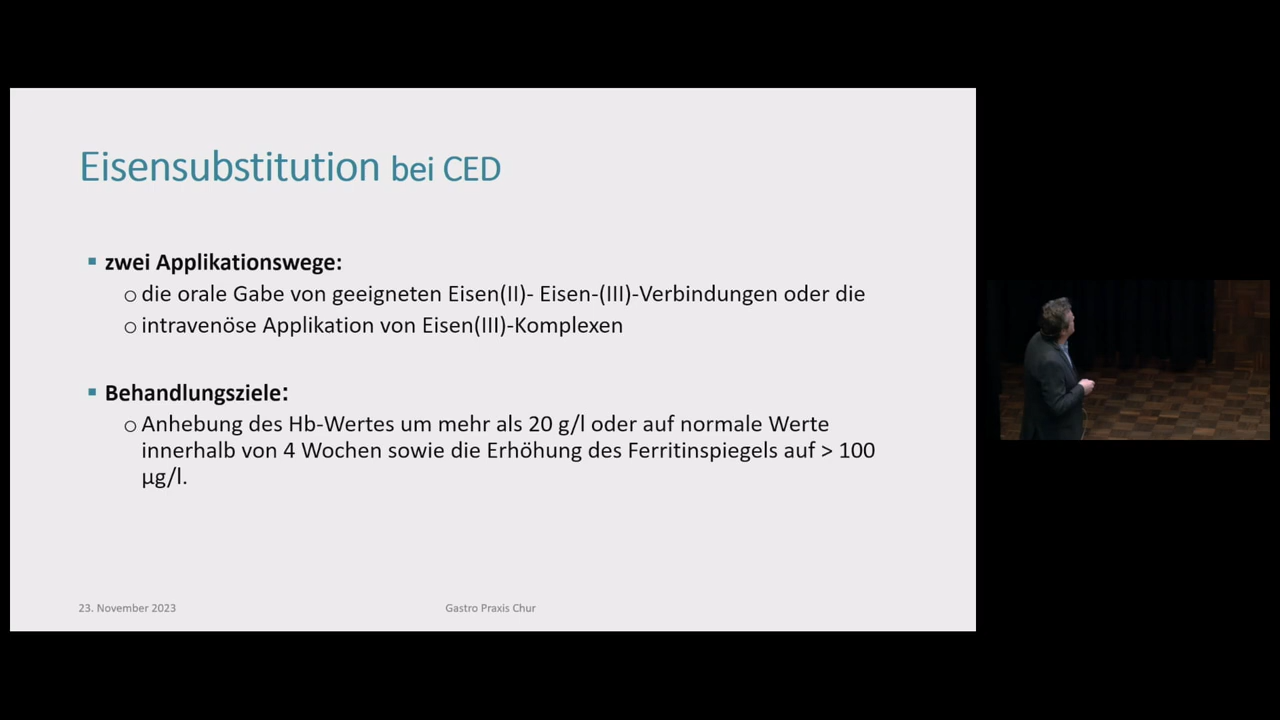 Eisensubstitution bei CED
▪ zwei Applikationswege:
○ die orale Gabe von geeigneten Eisen(II)- Eisen-(III)-Verbindungen oder die
○ intravenöse Applikation von Eisen(III)-Komplexen
▪ Behandlungsziele:
○ Anhebung des Hb-Wertes um mehr als 20 g/l oder auf normale Werte
innerhalb von 4 Wochen sowie die Erhöhung des Ferritinspiegels auf > 100
µg/l.
23. November 2023
Gastro Praxis Chur